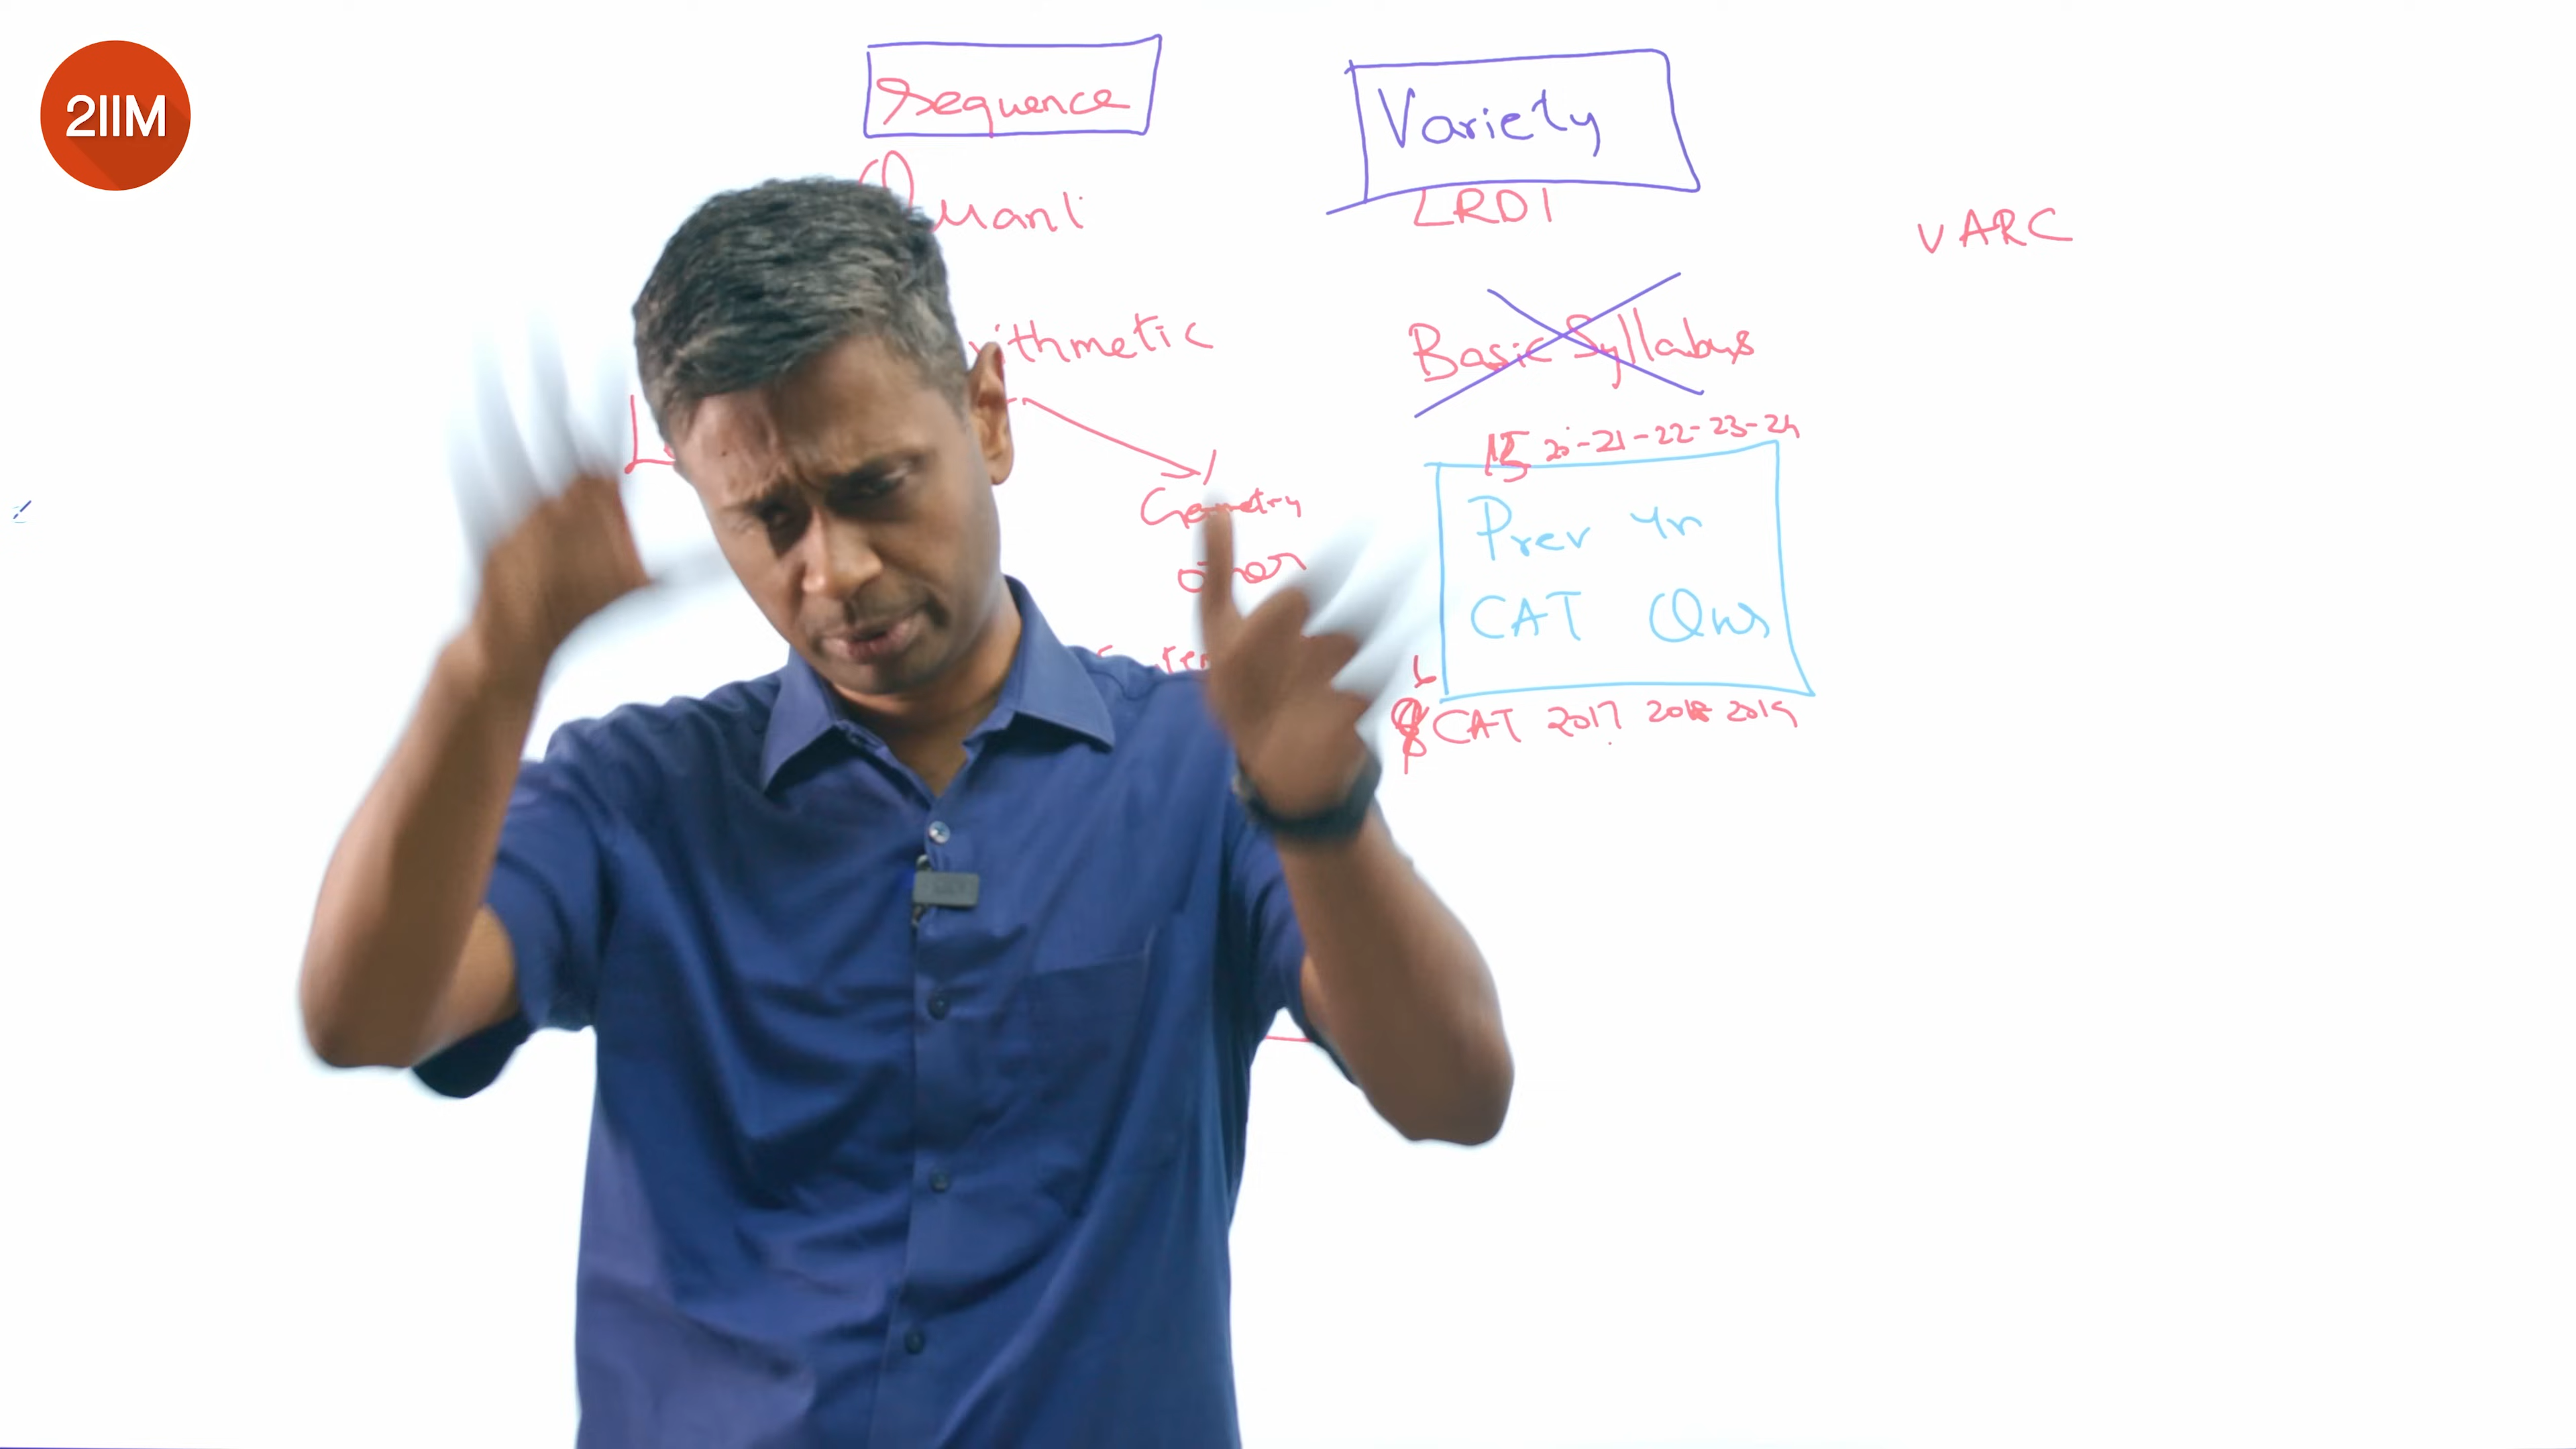 2IIM
Sequence
Variety
Quant
LRDI
VARC
rithmetic
Basic Syllabus
20-21-22-23-24
Geometry
Prev yr
CAT Qns
CAT 2017 2018 2019